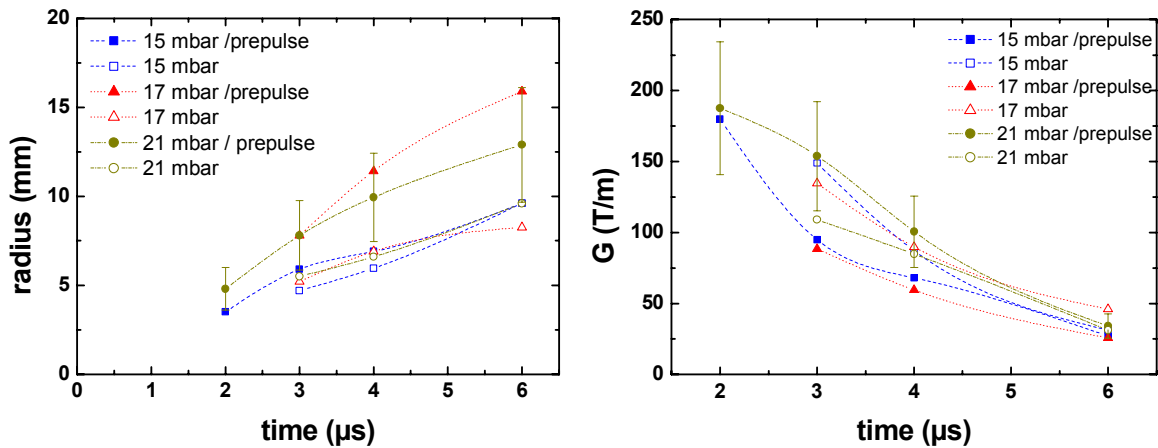 20
15
10
5
0
radius (mm)
15 mbar /prepulse
15 mbar
17 mbar /prepulse
17 mbar
21 mbar / prepulse
21 mbar
0 1 2 3 4 5 6
time (µs)
250
200
150
100
50
0
G (T/m)
15 mbar /prepulse
15 mbar
17 mbar /prepulse
17 mbar
21 mbar /prepulse
21 mbar
2 3 4 5 6
time (µs)